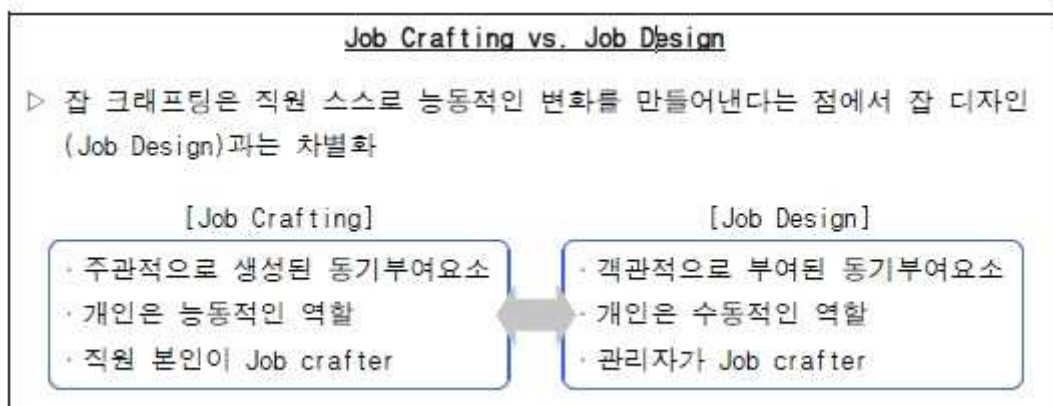 Job Crafting vs. Job Design
▷ 잡 크래프팅은 직원 스스로 능동적인 변화를 만들어낸다는 점에서 잡 디자인
(Job Design)과는 차별화
[Job Crafting]
· 주관적으로 생성된 동기부여요소
· 개인은 능동적인 역할
· 직원 본인이 Job crafter
[Job Design]
· 객관적으로 부여된 동기부여요소
· 개인은 수동적인 역할
· 관리자가 Job crafter